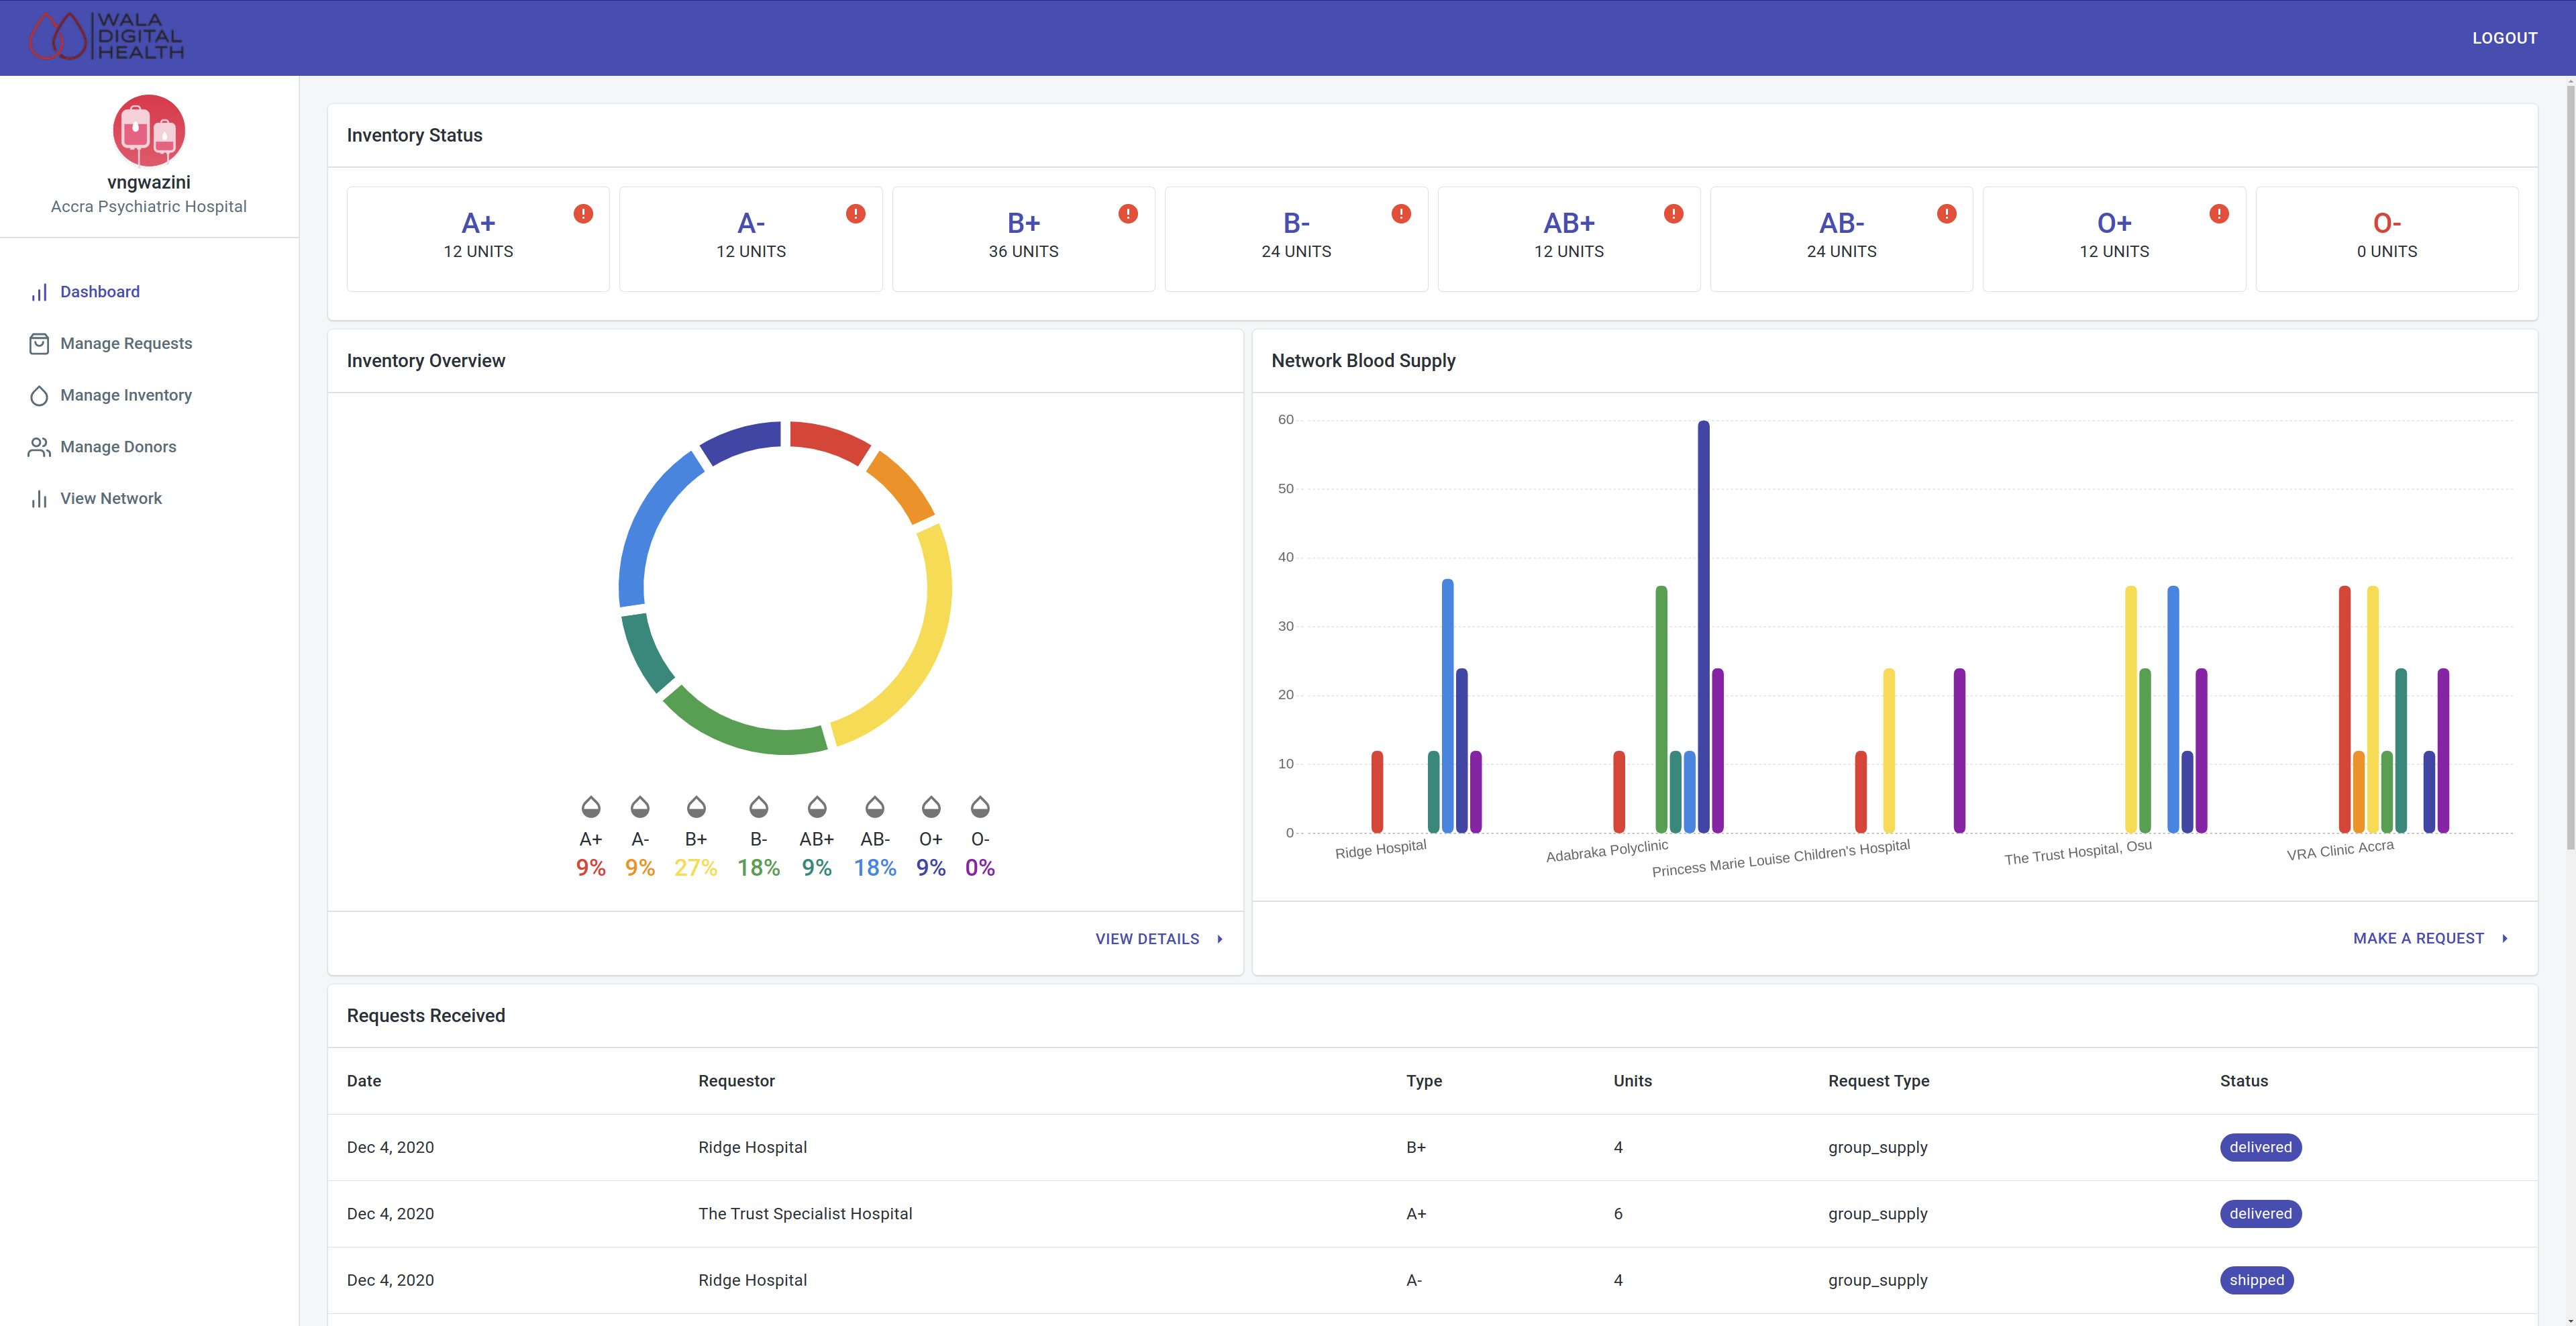 WALA
DIGITAL
HEALTH
LOGOUT
vngwazini
Accra Psychiatric Hospital
Dashboard
Manage Requests
Manage Inventory
Manage Donors
View Network
Inventory Status
A+ A- B+ B- AB+ AB- O+ O-
12 UNITS 12 UNITS 36 UNITS 24 UNITS 12 UNITS 24 UNITS 12 UNITS 0 UNITS
Inventory Overview
A+ A- B+ B- AB+ AB- O+ O-
9% 9% 27% 18% 9% 18% 9% 0%
VIEW DETAILS
Network Blood Supply
60
50
40
30
20
10
0
Ridge Hospital
Adabraka Polyclinic
Princess Marie Louise Children's Hospital
The Trust Hospital, Osu
VRA Clinic Accra
MAKE A REQUEST
Requests Received
Date Requestor Type Units Request Type Status
Dec 4, 2020 Ridge Hospital B+ 4 group_supply delivered
Dec 4, 2020 The Trust Specialist Hospital A+ 6 group_supply delivered
Dec 4, 2020 Ridge Hospital A- 4 group_supply shipped